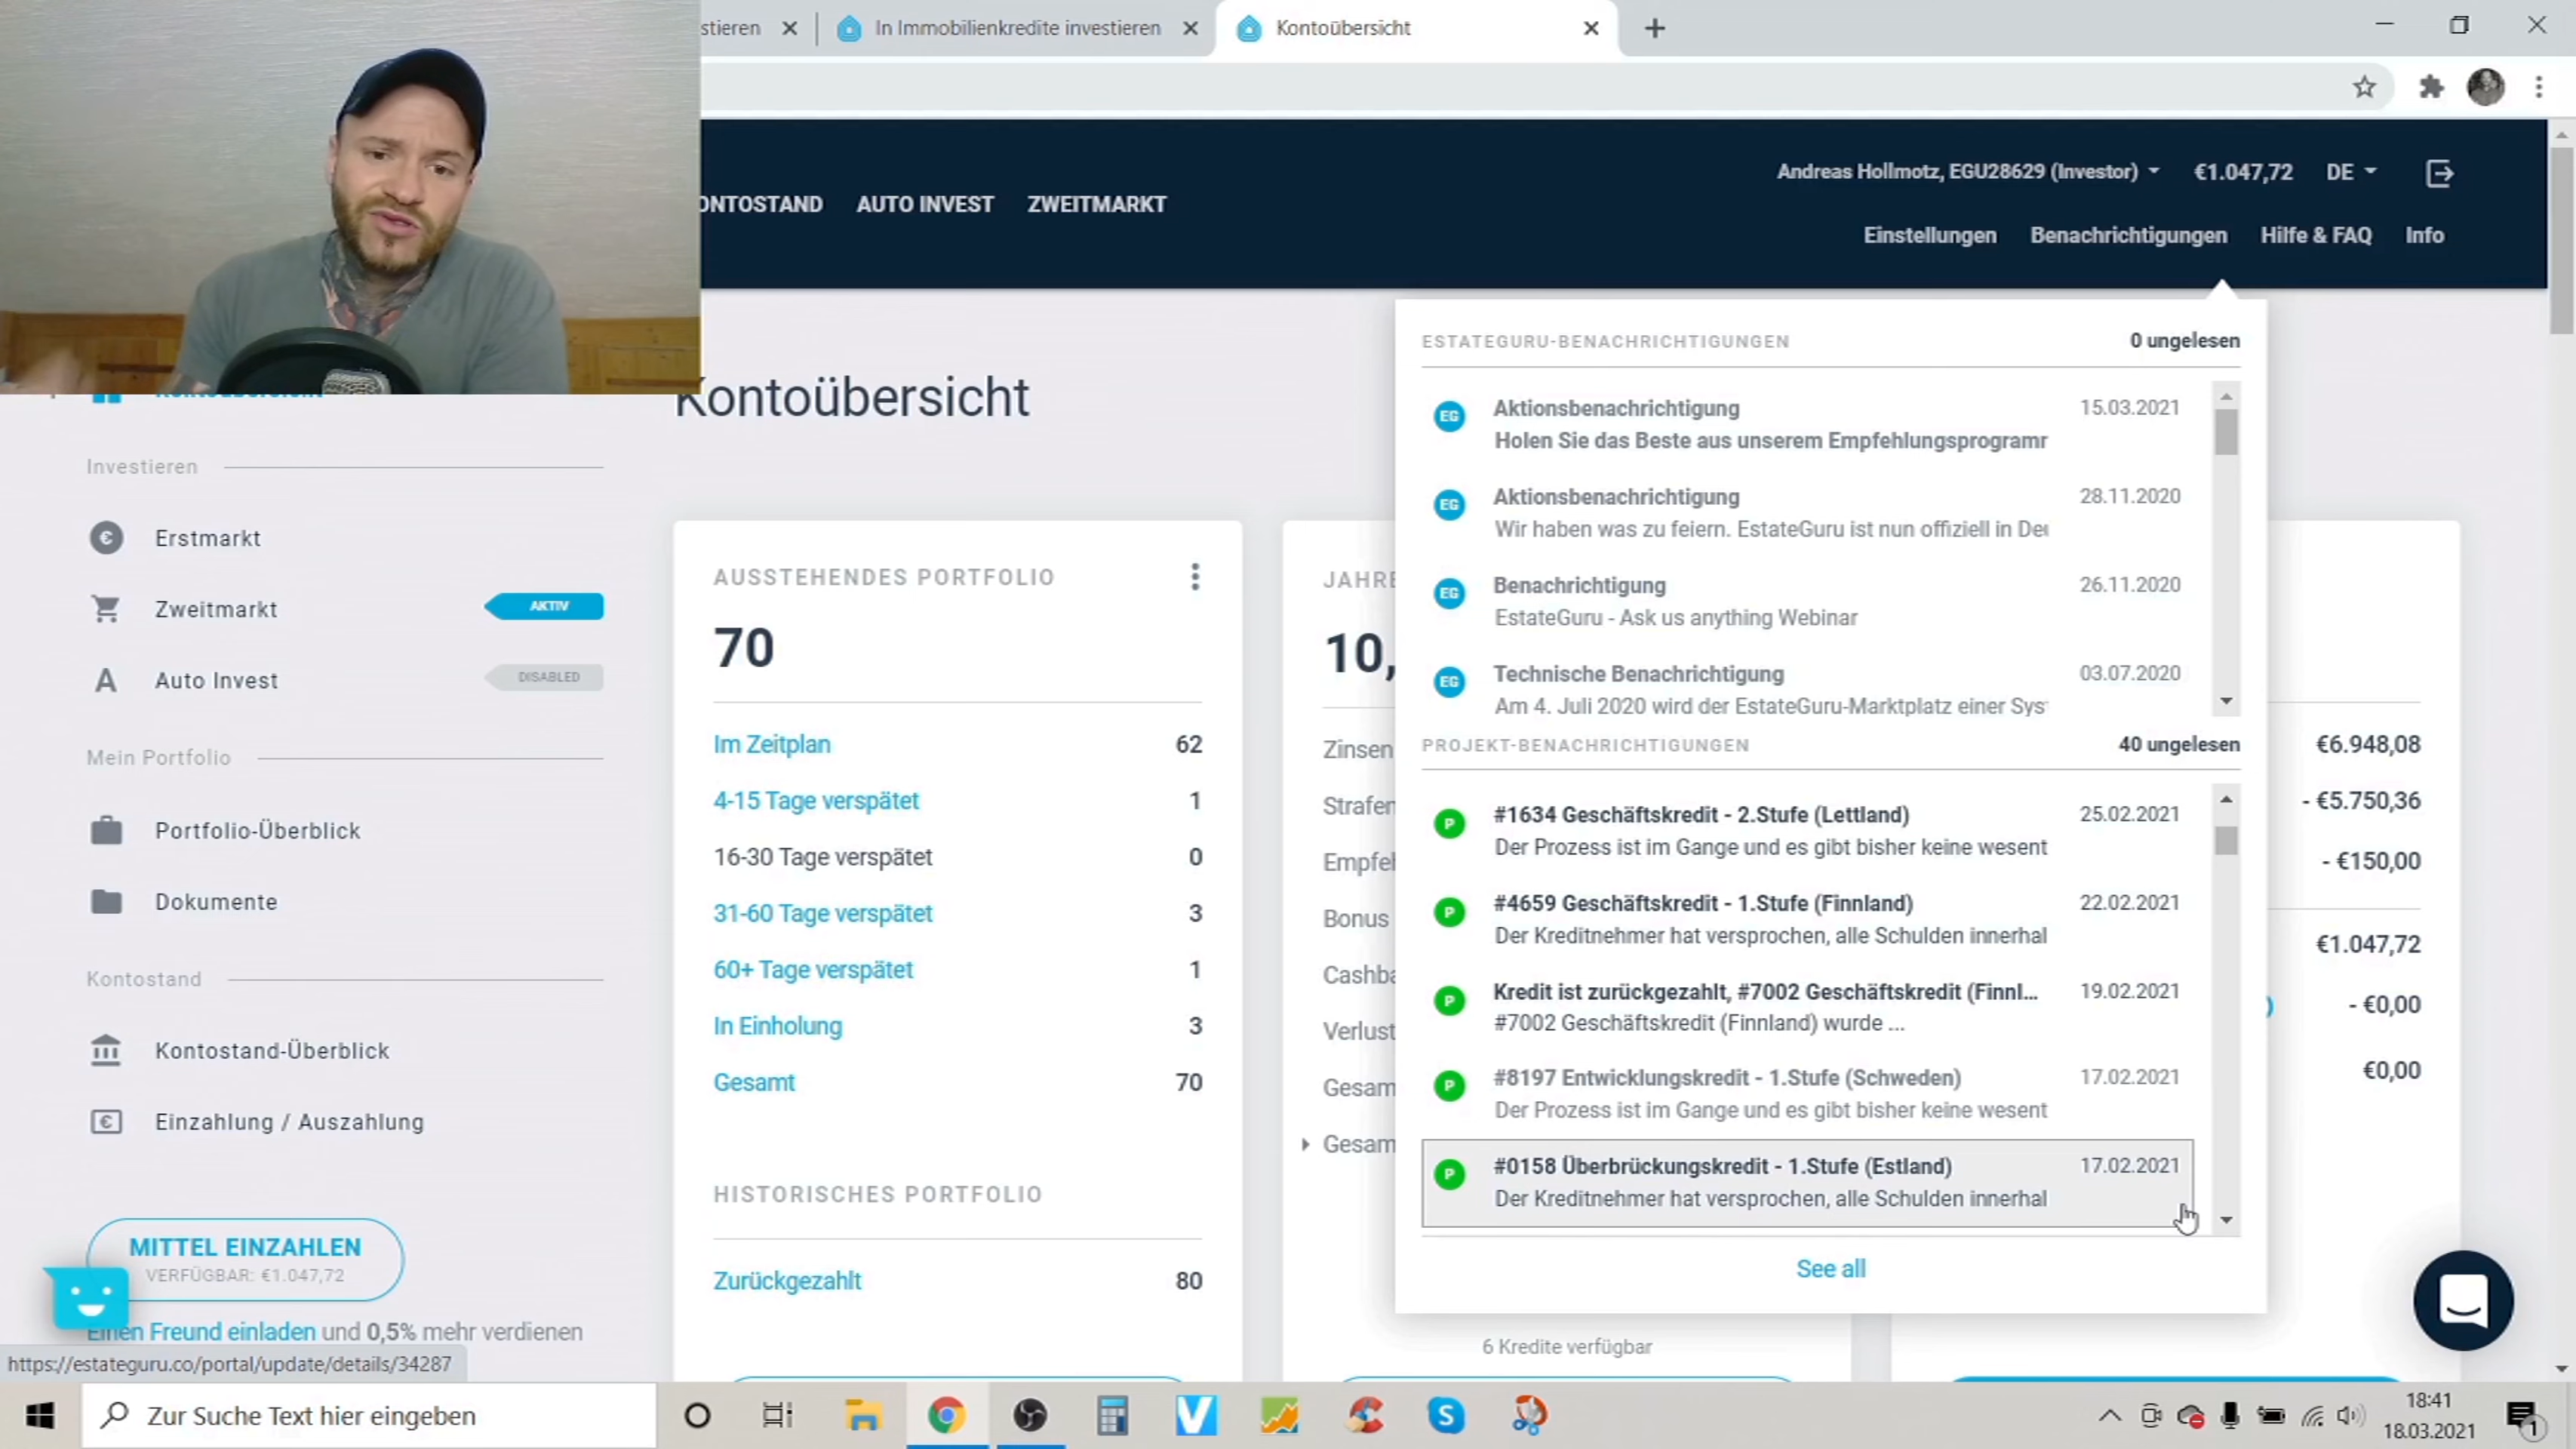 stieren
In Immobilienkredite investieren
Kontoübersicht
Andreas Hollmotz, EGU28629 (Investor)
€1.047,72
DE
ONTOSTAND
AUTO INVEST
ZWEITMARKT
Einstellungen
Benachrichtigungen
Hilfe & FAQ
Info
Kontoübersicht
Investieren
Erstmarkt
Zweitmarkt
AKTIV
Auto Invest
DISABLED
Mein Portfolio
Portfolio-Überblick
Dokumente
Kontostand
Kontostand-Überblick
Einzahlung / Auszahlung
MITTEL EINZAHLEN
VERFÜGBAR: €1.047,72
Einen Freund einladen und 0,5% mehr verdienen
https://estateguru.co/portal/update/details/34287
AUSSTEHENDES PORTFOLIO
70
Im Zeitplan 62
4-15 Tage verspätet 1
16-30 Tage verspätet 0
31-60 Tage verspätet 3
60+ Tage verspätet 1
In Einholung 3
Gesamt 70
HISTORISCHES PORTFOLIO
Zurückgezahlt 80
JAHRE
10,
Zinsen
Strafen
Empfeh
Bonus
Cashba
Verlust
Gesam
Gesam
6 Kredite verfügbar
ESTATEGURU-BENACHRICHTIGUNGEN
0 ungelesen
EG
Aktionsbenachrichtigung
15.03.2021
Holen Sie das Beste aus unserem Empfehlungsprogramr
EG
Aktionsbenachrichtigung
28.11.2020
Wir haben was zu feiern. EstateGuru ist nun offiziell in Deu
EG
Benachrichtigung
26.11.2020
EstateGuru - Ask us anything Webinar
EG
Technische Benachrichtigung
03.07.2020
Am 4. Juli 2020 wird der EstateGuru-Marktplatz einer Sys
PROJEKT-BENACHRICHTIGUNGEN
40 ungelesen
P
#1634 Geschäftskredit - 2.Stufe (Lettland)
25.02.2021
Der Prozess ist im Gange und es gibt bisher keine wesent
P
#4659 Geschäftskredit - 1.Stufe (Finnland)
22.02.2021
Der Kreditnehmer hat versprochen, alle Schulden innerhal
P
Kredit ist zurückgezahlt, #7002 Geschäftskredit (Finnl...
19.02.2021
#7002 Geschäftskredit (Finnland) wurde ...
P
#8197 Entwicklungskredit - 1.Stufe (Schweden)
17.02.2021
Der Prozess ist im Gange und es gibt bisher keine wesent
P
#0158 Überbrückungskredit - 1.Stufe (Estland)
17.02.2021
Der Kreditnehmer hat versprochen, alle Schulden innerhal
See all
€6.948,08
- €5.750,36
- €150,00
€1.047,72
- €0,00
€0,00
Zur Suche Text hier eingeben
18:41
18.03.2021
1